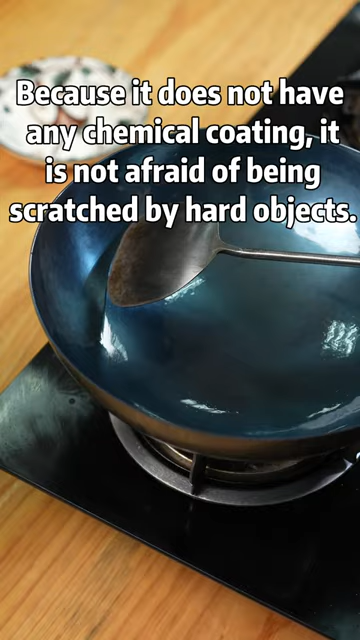 Because it does not have
any chemical coating, it
is not afraid of being
scratched by hard objects.